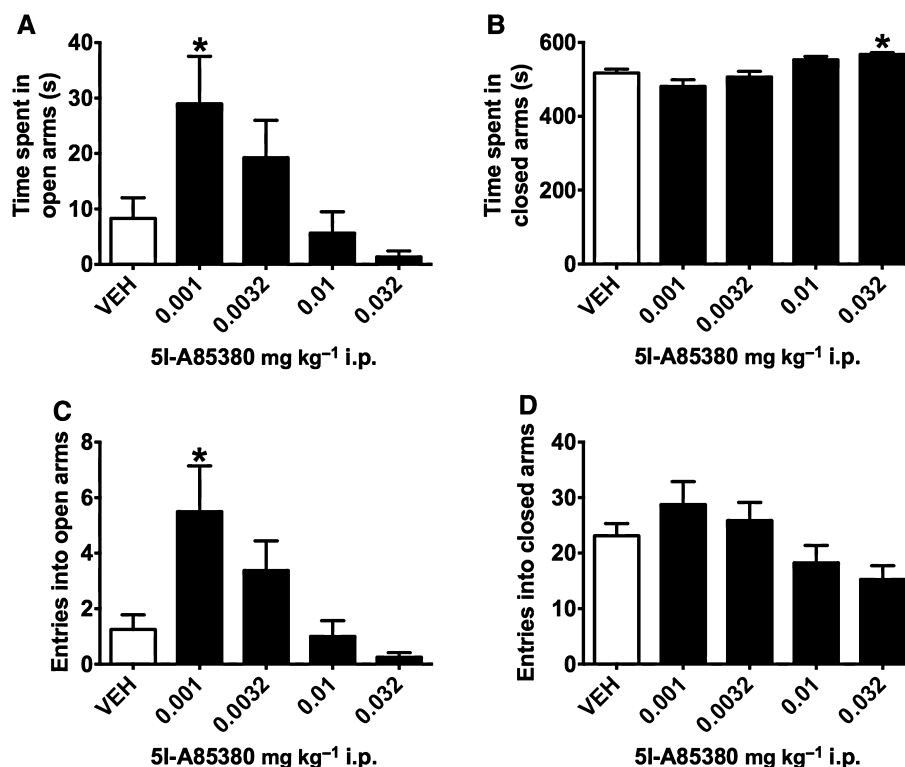 A
Time spent in
open arms (s)
40
30
20
10
0
*
VEH
0.001
0.0032
0.01
0.032
5I-A85380 mg kg⁻¹ i.p.
B
Time spent in
closed arms (s)
600
400
200
0
*
VEH
0.001
0.0032
0.01
0.032
5I-A85380 mg kg⁻¹ i.p.
C
Entries into open arms
8
6
4
2
0
*
VEH
0.001
0.0032
0.01
0.032
5I-A85380 mg kg⁻¹ i.p.
D
Entries into closed arms
40
30
20
10
0
VEH
0.001
0.0032
0.01
0.032
5I-A85380 mg kg⁻¹ i.p.